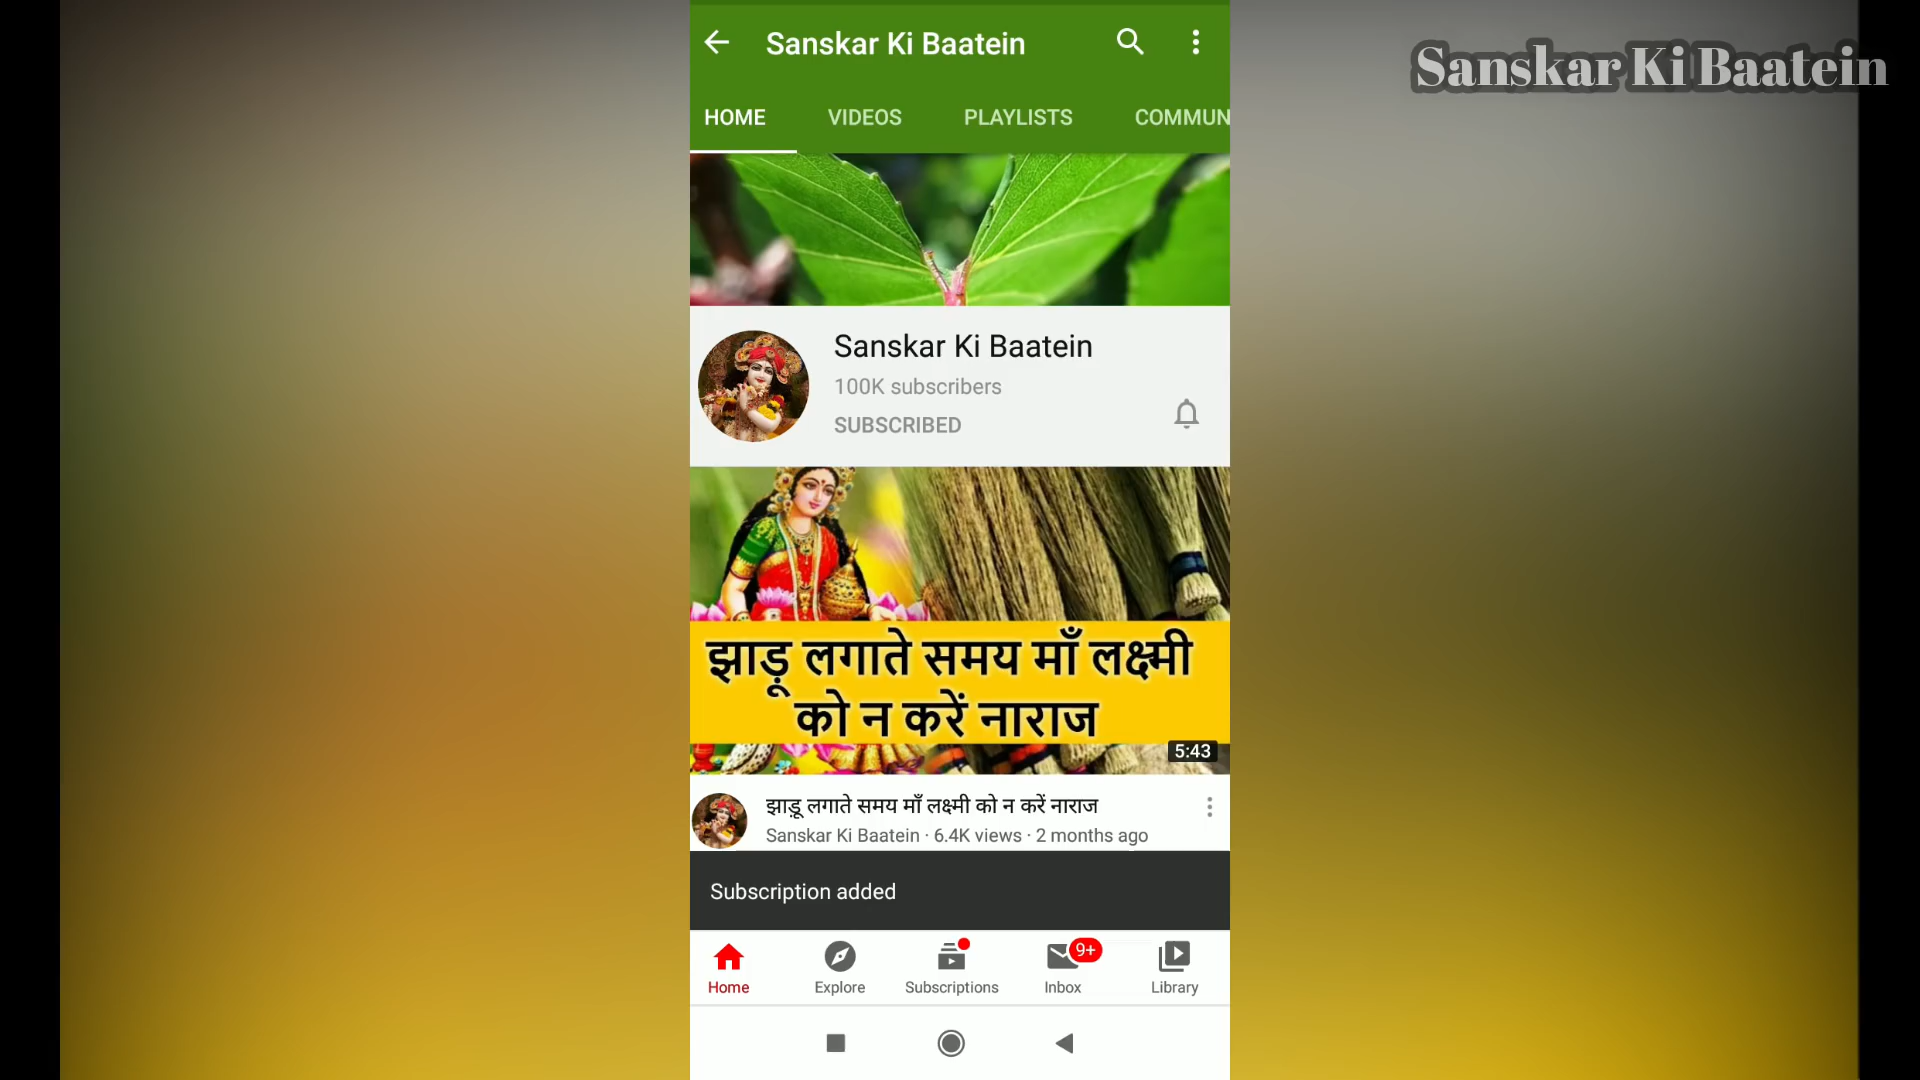 Sanskar Ki Baatein
Sanskar Ki Baatein
HOME VIDEOS PLAYLISTS COMMUN
Sanskar Ki Baatein
100K subscribers
SUBSCRIBED
झाड़ू लगाते समय माँ लक्ष्मी
को न करें नाराज
5:43
झाड़ू लगाते समय माँ लक्ष्मी को न करें नाराज
Sanskar Ki Baatein · 6.4K views · 2 months ago
Subscription added
9+
Home Explore Subscriptions Inbox Library